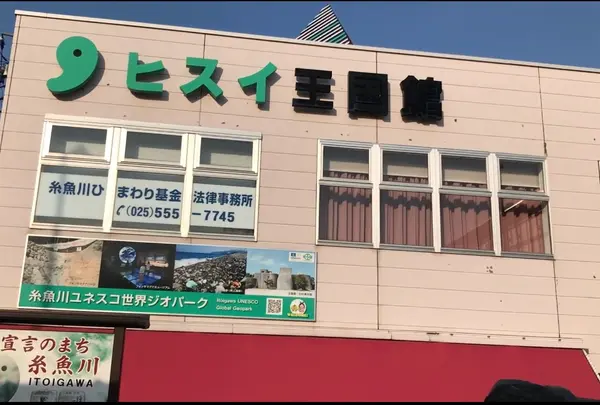 ヒスイ王国館
糸魚川ひまわり基金法律事務所
(025)555-7745
糸魚川ユネスコ世界ジオパーク
Itoigawa UNESCO
Global Geopark
宣言のまち
糸魚川
ITOIGAWA